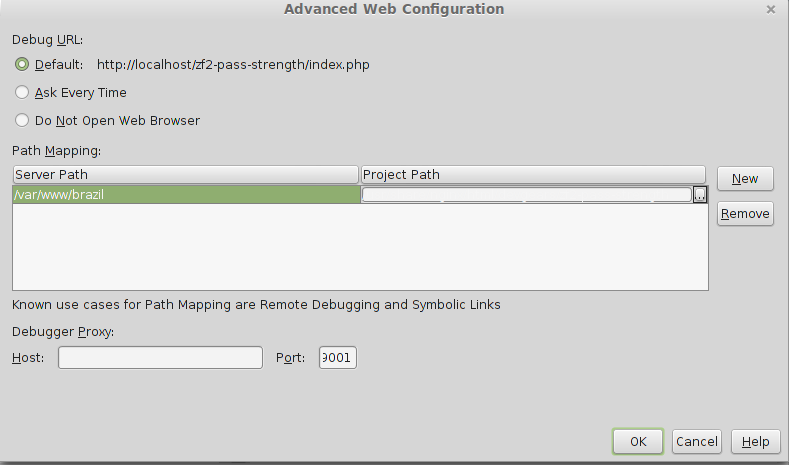 Advanced Web Configuration
Debug URL:
Default: http://localhost/zf2-pass-strength/index.php
Ask Every Time
Do Not Open Web Browser
Path Mapping:
Server Path Project Path
/var/www/brazil ...
New
Remove
Known use cases for Path Mapping are Remote Debugging and Symbolic Links
Debugger Proxy:
Host: Port: 9001
OK Cancel Help